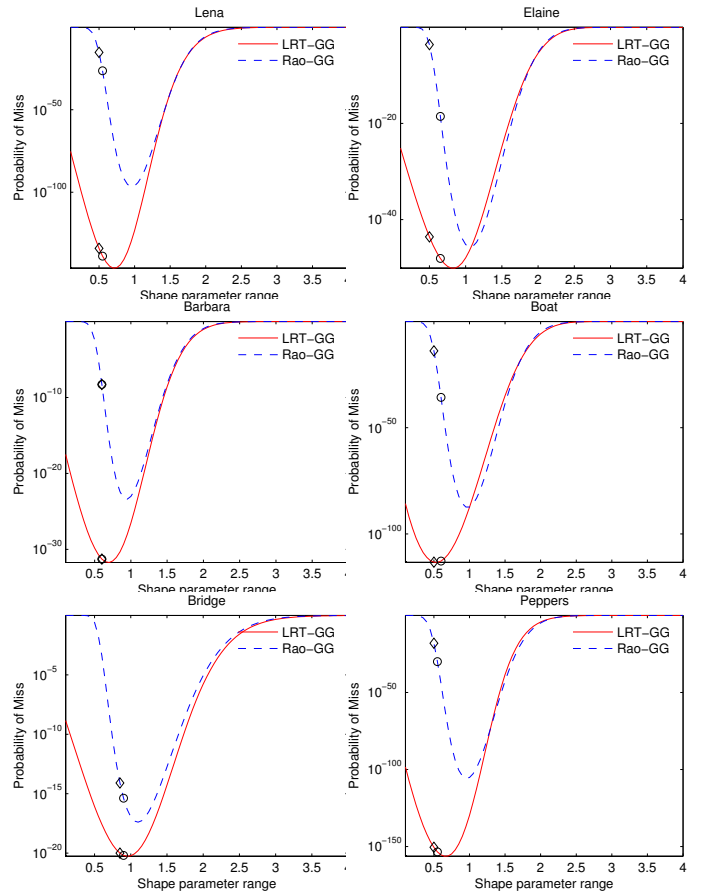 Lena
Probability of Miss
10^−50
10^−100
0.5 1 1.5 2 2.5 3 3.5 4
Shape parameter range
LRT−GG
Rao−GG
Elaine
Probability of Miss
10^−20
10^−40
0.5 1 1.5 2 2.5 3 3.5 4
Shape parameter range
LRT−GG
Rao−GG
Barbara
Probability of Miss
10^−10
10^−20
10^−30
0.5 1 1.5 2 2.5 3 3.5 4
Shape parameter range
LRT−GG
Rao−GG
Boat
Probability of Miss
10^−50
10^−100
0.5 1 1.5 2 2.5 3 3.5 4
Shape parameter range
LRT−GG
Rao−GG
Bridge
Probability of Miss
10^−5
10^−10
10^−15
10^−20
0.5 1 1.5 2 2.5 3 3.5 4
Shape parameter range
LRT−GG
Rao−GG
Peppers
Probability of Miss
10^−50
10^−100
10^−150
0.5 1 1.5 2 2.5 3 3.5 4
Shape parameter range
LRT−GG
Rao−GG